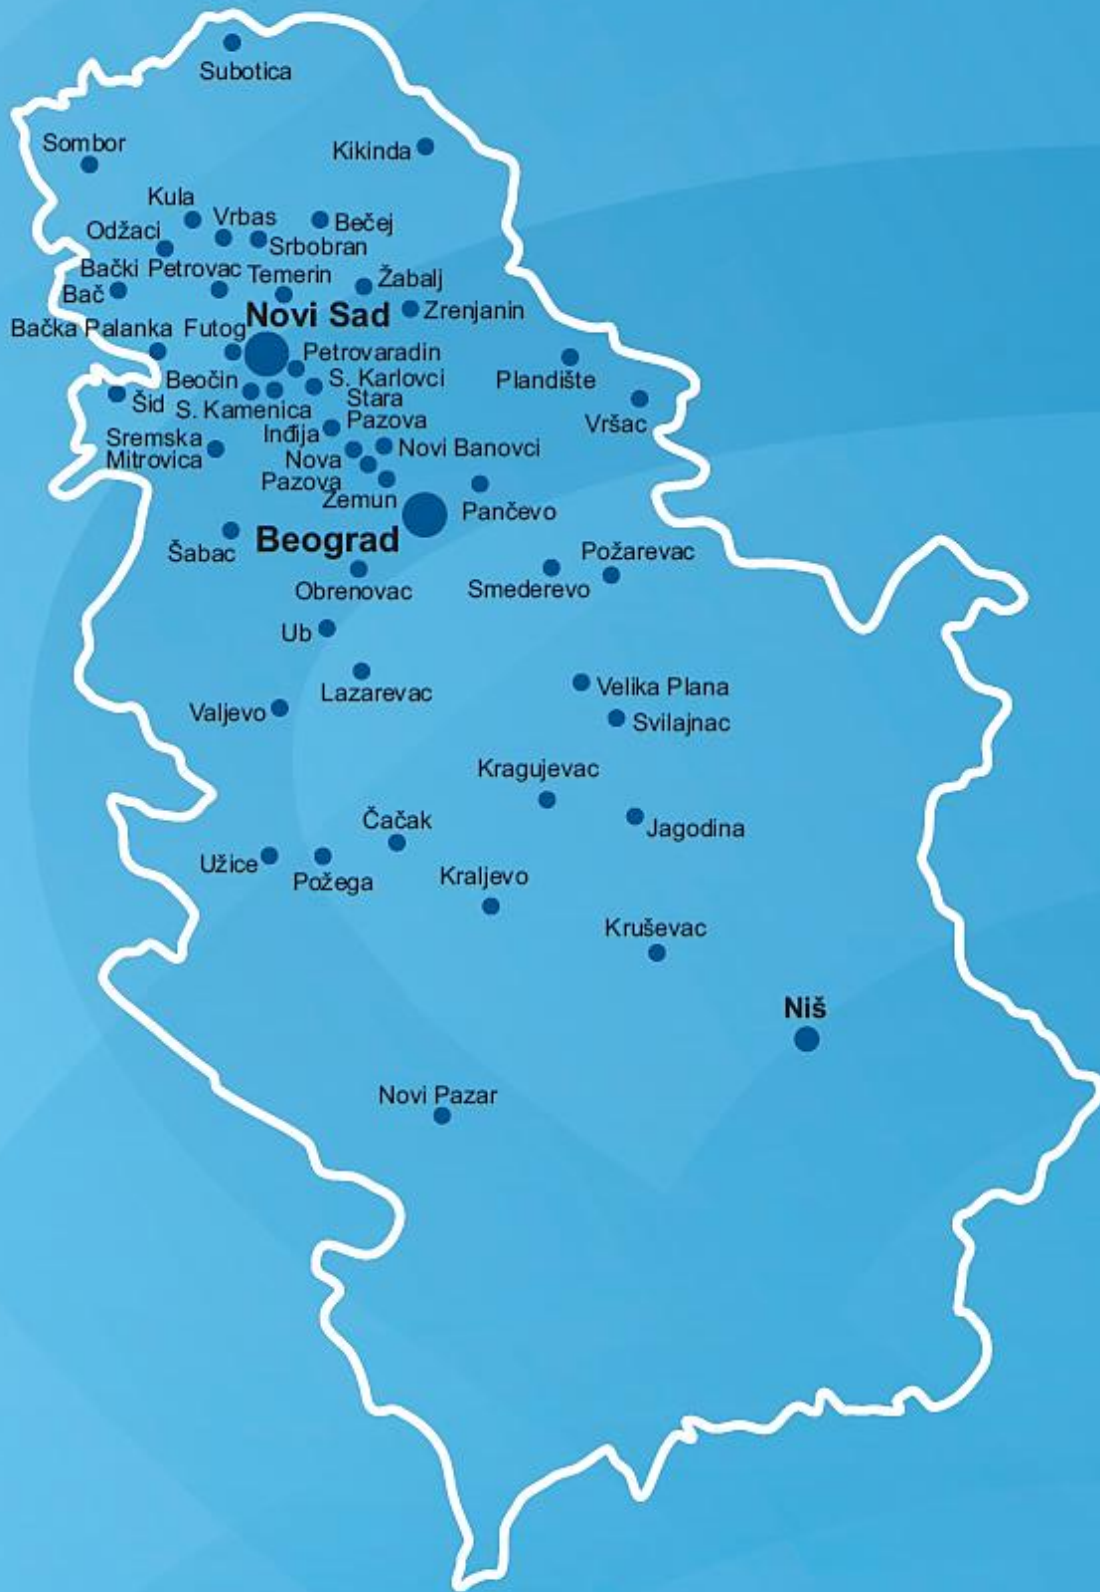 Subotica
Sombor
Kikinda
Kula
Vrbas
Bečej
Odžaci
Srbobran
Bački Petrovac
Temerin
Žabalj
Bač
Novi Sad
Zrenjanin
Bačka Palanka
Futog
Petrovaradin
Beočin
S. Karlovci
Plandište
Šid
S. Kamenica
Stara
Pazova
Vršac
Inđija
Sremska
Mitrovica
Novi Banovci
Nova
Pazova
Zemun
Pančevo
Beograd
Šabac
Požarevac
Obrenovac
Smederevo
Ub
Lazarevac
Velika Plana
Valjevo
Svilajnac
Kragujevac
Čačak
Jagodina
Užice
Požega
Kraljevo
Kruševac
Niš
Novi Pazar